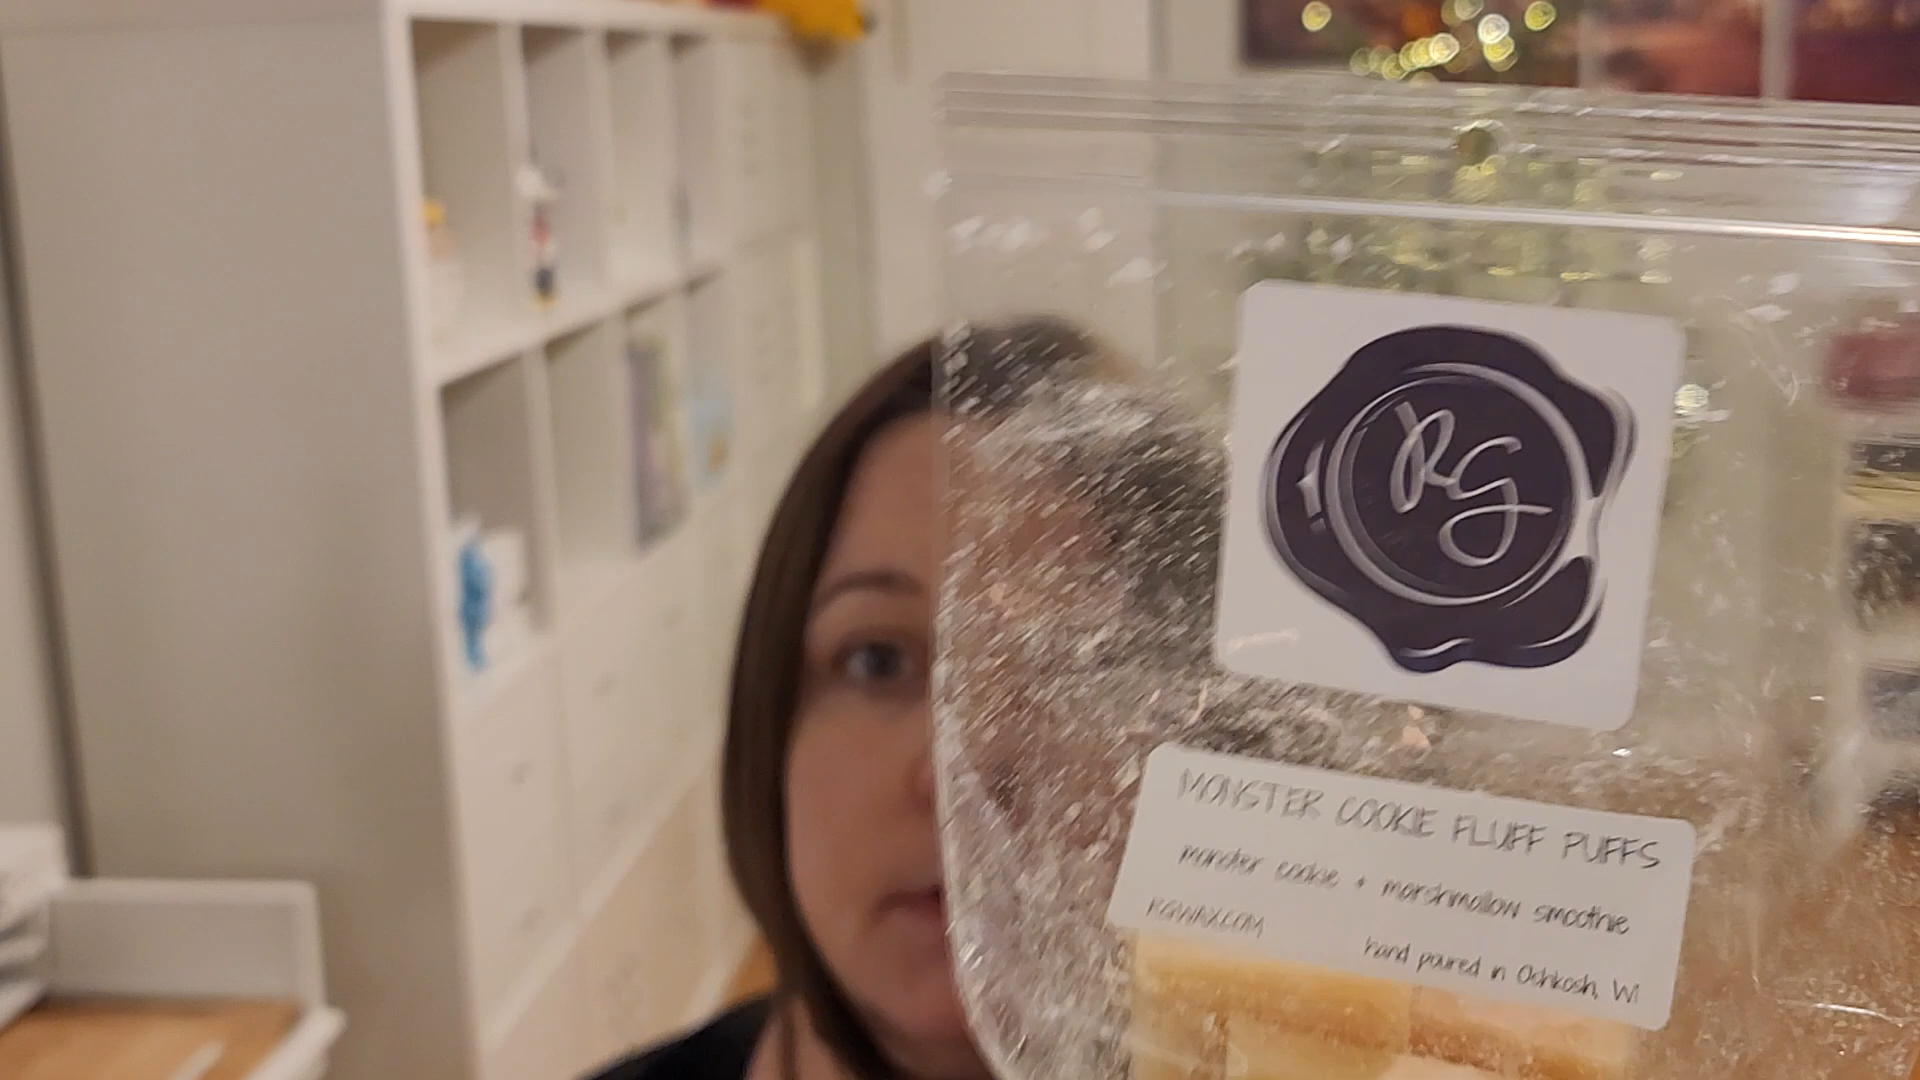 RG
MONSTER COOKIE FLUFF PUFFS
monster cookie + marshmallow smoothie
RGWAX.COM
hand poured in Oshkosh, WI